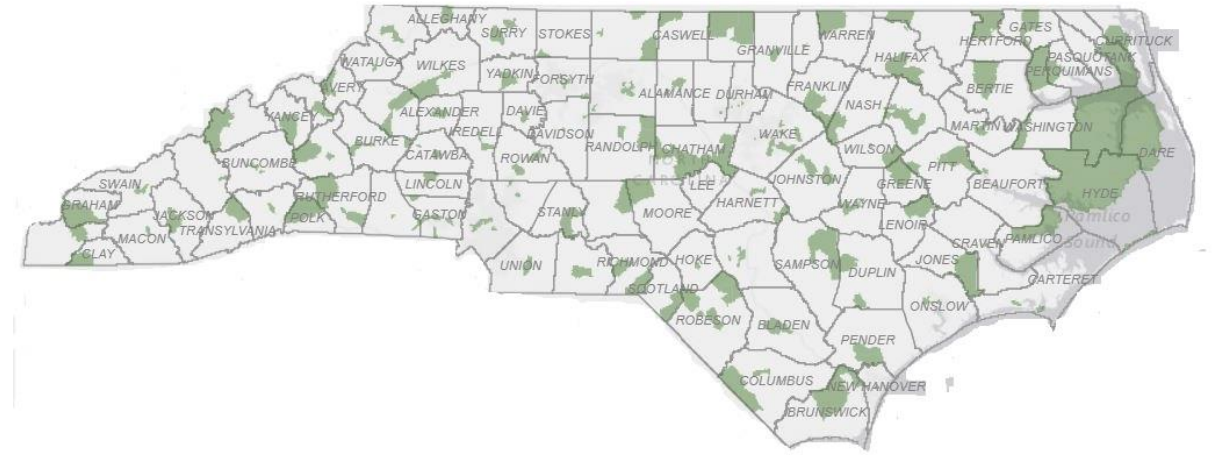 ALLEGHANY
SURRY
STOKES
CASWELL
GRANVILLE
WARREN
HERTFORD
GATES
CURRITUCK
PASQUOTANK
PERQUIMANS
WATAUGA
WILKES
HALIFAX
AVERY
YADKIN
FORSYTH
ALAMANCE
DURHAM
FRANKLIN
BERTIE
YANCEY
ALEXANDER
DAVIE
NASH
MARTIN
WASHINGTON
BURKE
IREDELL
DAVIDSON
RANDOLPH
CHATHAM
WAKE
WILSON
DARE
BUNCOMBE
CATAWBA
ROWAN
NORTH
CAROLINA
PITT
SWAIN
LINCOLN
LEE
JOHNSTON
GREENE
BEAUFORT
HYDE
GRAHAM
RUTHERFORD
JACKSON
POLK
GASTON
STANLY
MOORE
HARNETT
WAYNE
LENOIR
Pamlico
Sound
MACON
TRANSYLVANIA
CRAVEN
PAMLICO
CLAY
UNION
RICHMOND
HOKE
SAMPSON
DUPLIN
JONES
CARTERET
SCOTLAND
ROBESON
BLADEN
ONSLOW
PENDER
COLUMBUS
NEW HANOVER
BRUNSWICK